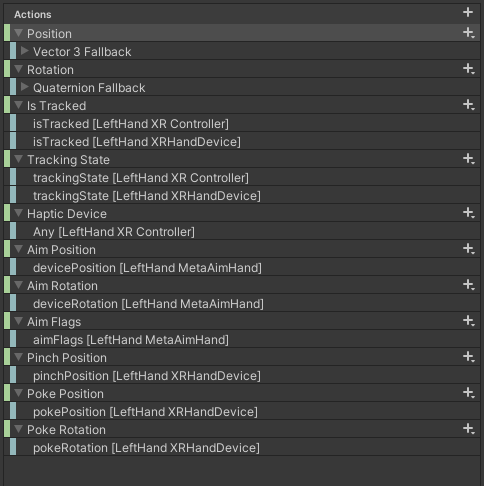 Actions
Position
Vector 3 Fallback
Rotation
Quaternion Fallback
Is Tracked
isTracked [LeftHand XR Controller]
isTracked [LeftHand XRHandDevice]
Tracking State
trackingState [LeftHand XR Controller]
trackingState [LeftHand XRHandDevice]
Haptic Device
Any [LeftHand XR Controller]
Aim Position
devicePosition [LeftHand MetaAimHand]
Aim Rotation
deviceRotation [LeftHand MetaAimHand]
Aim Flags
aimFlags [LeftHand MetaAimHand]
Pinch Position
pinchPosition [LeftHand XRHandDevice]
Poke Position
pokePosition [LeftHand XRHandDevice]
Poke Rotation
pokeRotation [LeftHand XRHandDevice]